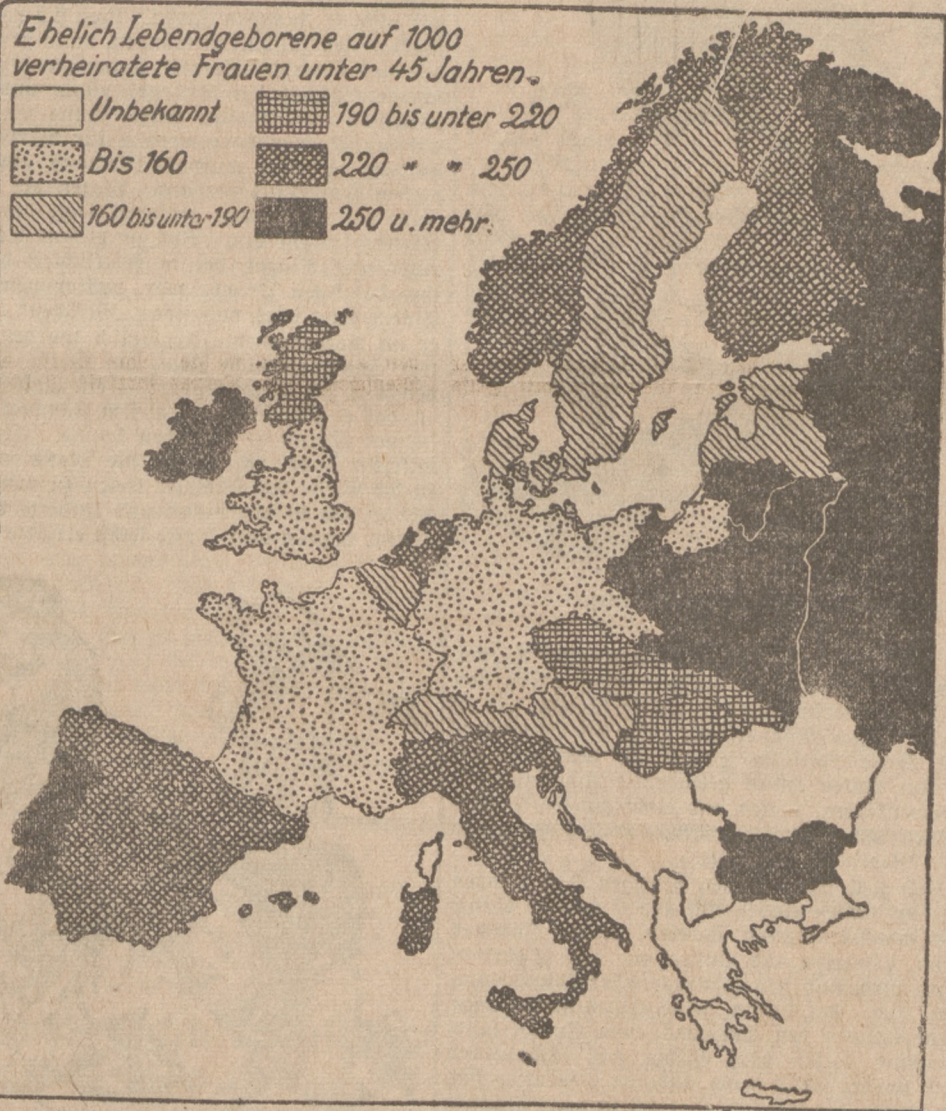 Ehelich Lebendgeborene auf 1000
verheiratete Frauen unter 45 Jahren.
Unbekannt
Bis 160
160 bis unter 190
190 bis unter 220
220 " " 250
250 u. mehr.